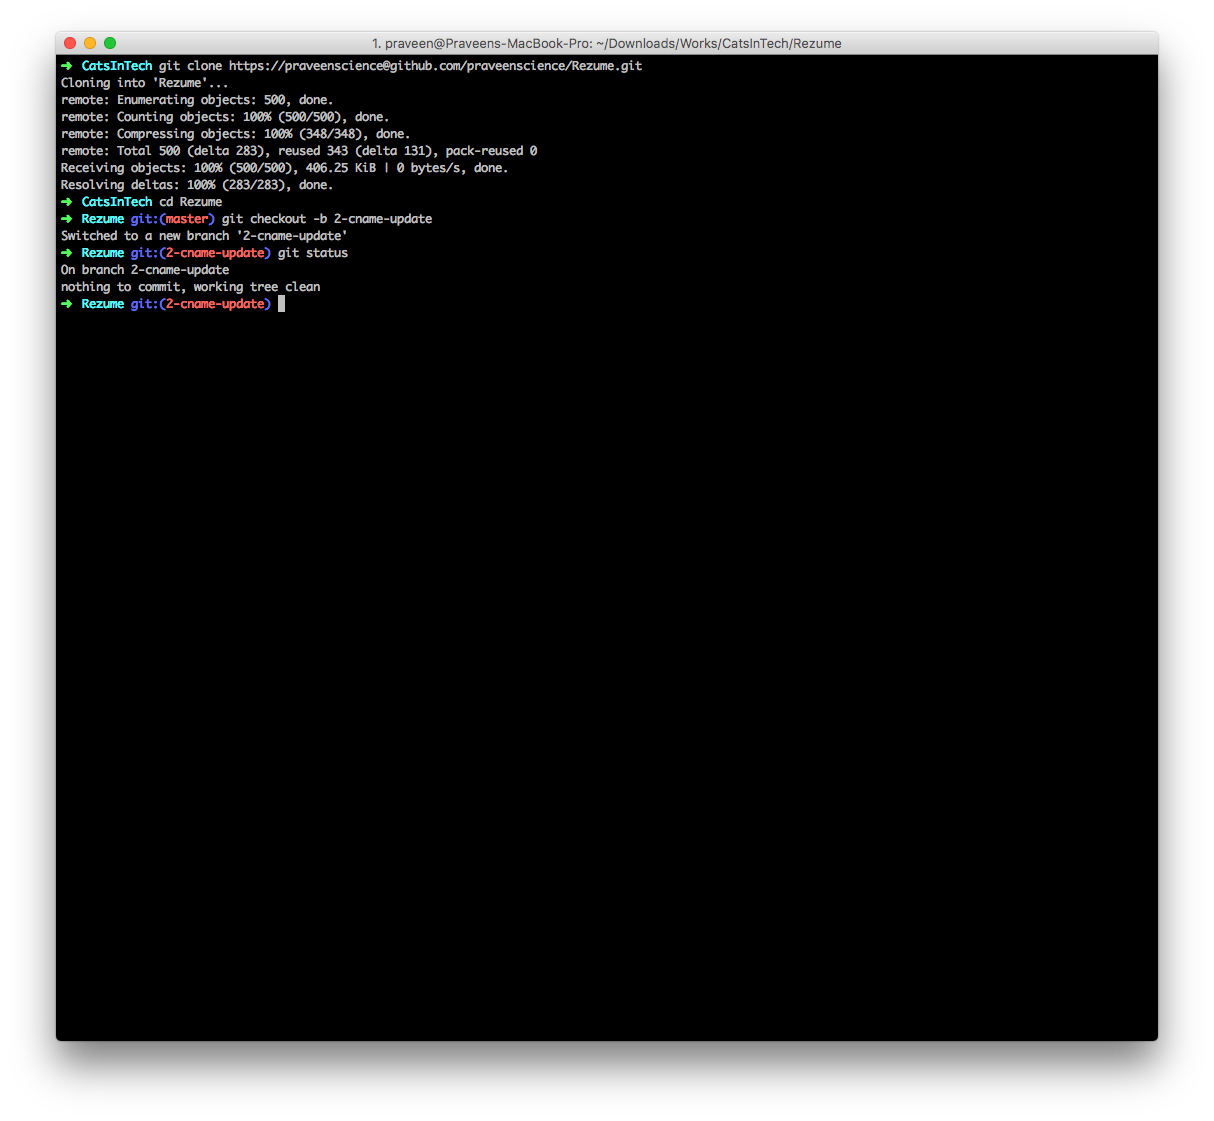 1. praveen@Praveens-MacBook-Pro: ~/Downloads/Works/CatsInTech/Rezume
➜ CatsInTech git clone https://praveenscience@github.com/praveenscience/Rezume.git
Cloning into 'Rezume'...
remote: Enumerating objects: 500, done.
remote: Counting objects: 100% (500/500), done.
remote: Compressing objects: 100% (348/348), done.
remote: Total 500 (delta 283), reused 343 (delta 131), pack-reused 0
Receiving objects: 100% (500/500), 406.25 KiB | 0 bytes/s, done.
Resolving deltas: 100% (283/283), done.
➜ CatsInTech cd Rezume
➜ Rezume git:(master) git checkout -b 2-cname-update
Switched to a new branch '2-cname-update'
➜ Rezume git:(2-cname-update) git status
On branch 2-cname-update
nothing to commit, working tree clean
➜ Rezume git:(2-cname-update)